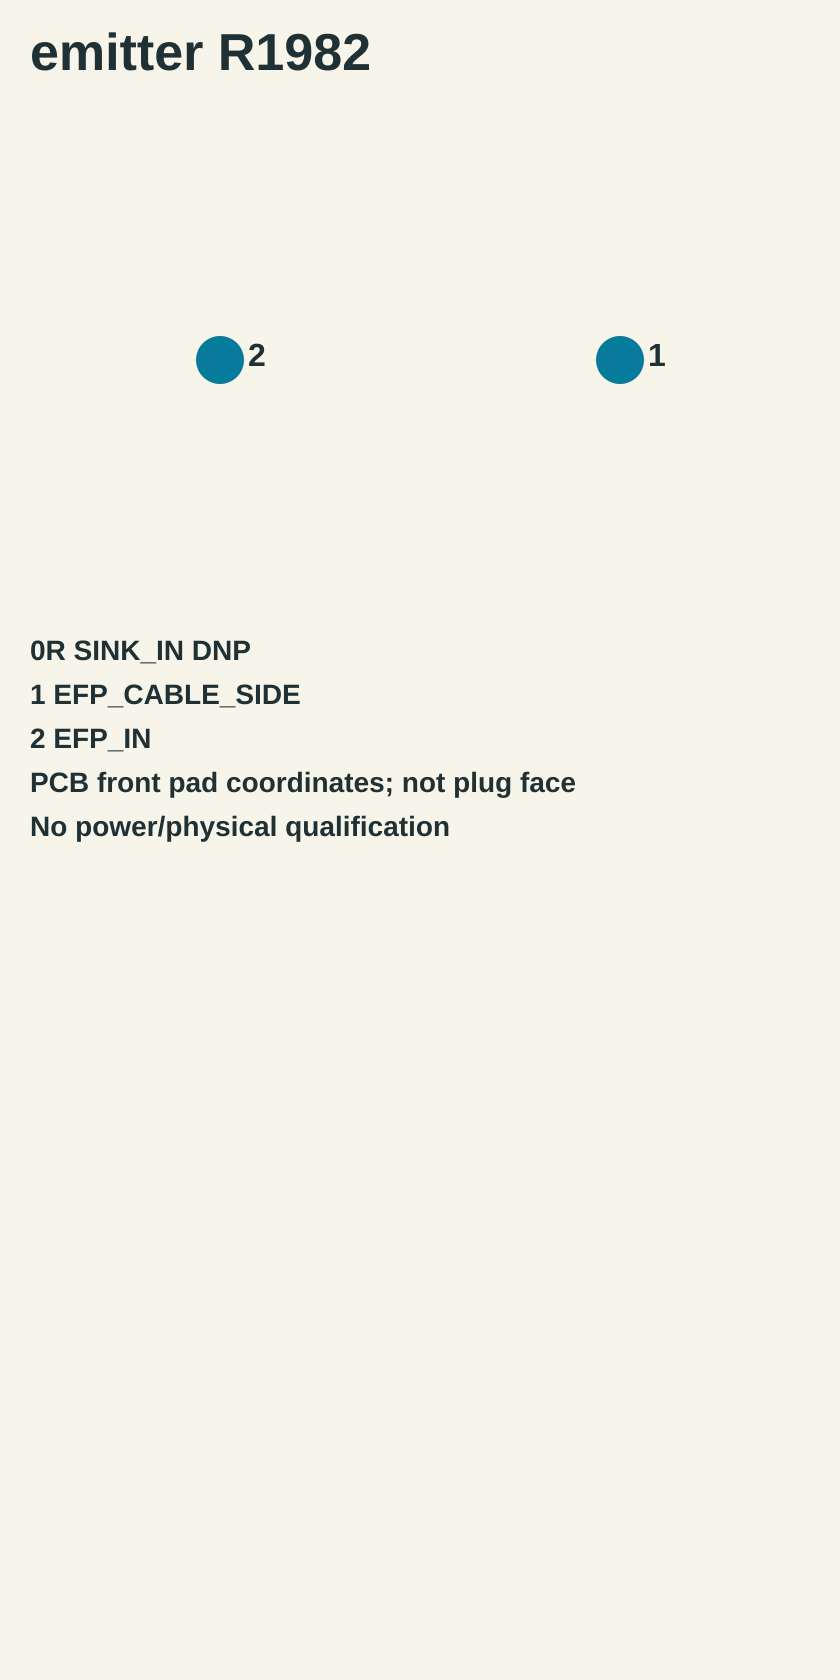 emitter R1982
2
1
0R SINK_IN DNP
1 EFP_CABLE_SIDE
2 EFP_IN
PCB front pad coordinates; not plug face
No power/physical qualification